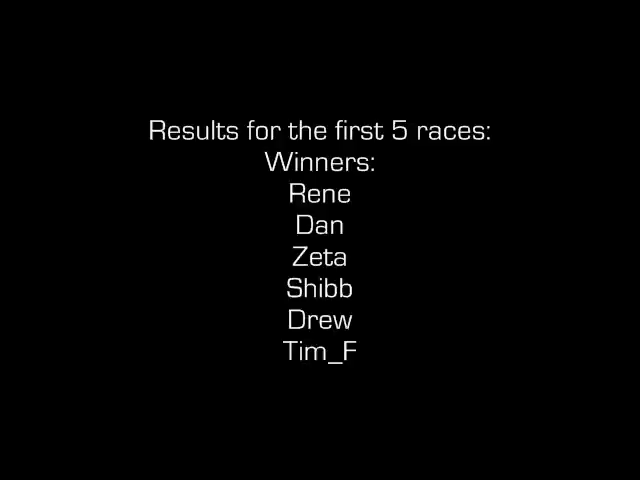 Results for the first 5 races:
Winners:
Rene
Dan
Zeta
Shibb
Drew
Tim_F